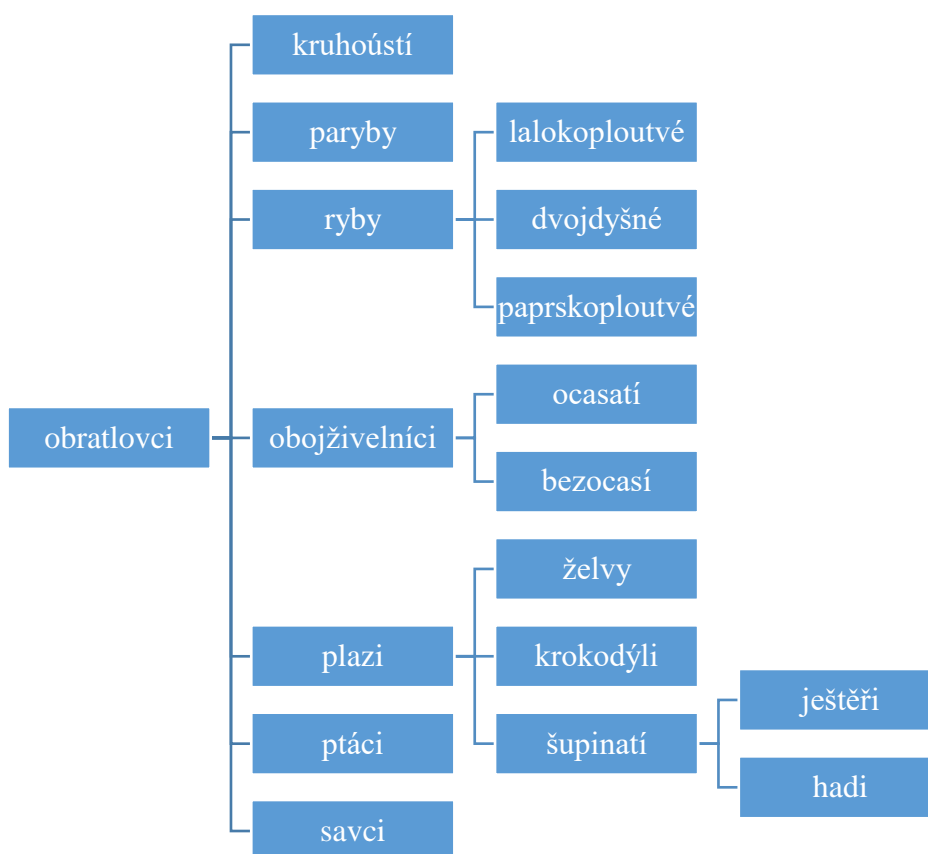 obratlovci
kruhoústí
paryby
ryby
lalokoploutvé
dvojdyšné
paprskoploutvé
obojživelníci
ocasatí
bezocasí
plazi
želvy
krokodýli
šupinatí
ještěři
hadi
ptáci
savci